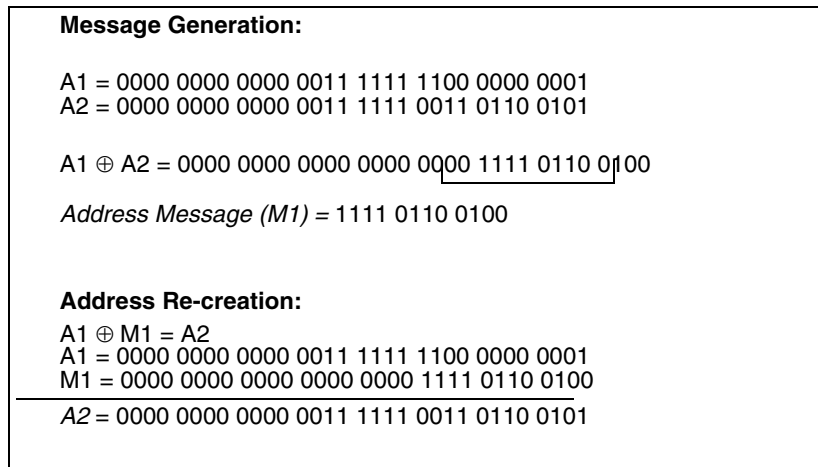 Message Generation:
A1 = 0000 0000 0000 0011 1111 1100 0000 0001
A2 = 0000 0000 0000 0011 1111 0011 0110 0101
A1 ⊕ A2 = 0000 0000 0000 0000 0000 1111 0110 0100
Address Message (M1) = 1111 0110 0100
Address Re-creation:
A1 ⊕ M1 = A2
A1 = 0000 0000 0000 0011 1111 1100 0000 0001
M1 = 0000 0000 0000 0000 0000 1111 0110 0100
A2 = 0000 0000 0000 0011 1111 0011 0110 0101